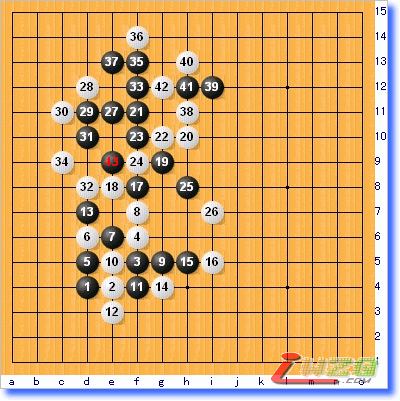 15
36 14
37 35 40 13
28 33 42 41 39 12
30 29 27 21 38 11
31 23 22 20 10
34 24 19 9
32 18 17 25 8
13 8 26 7
6 7 4 6
5 10 3 9 15 16 5
1 2 11 14 4
12 3
2
1
a b c d e f g h i j k l m n o